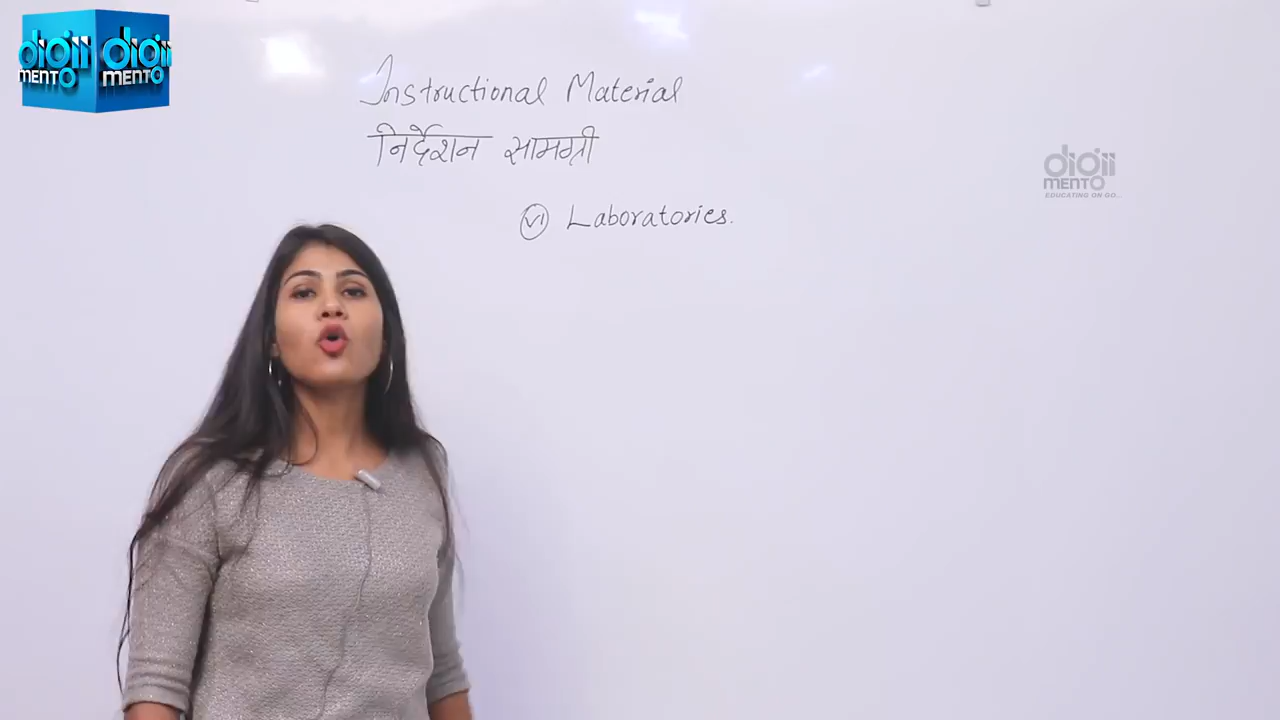 digii MENTO digii MENTO
Instructional Material
निर्देशन सामग्री
VI Laboratories.
digii
MENTO
EDUCATING ON GO...